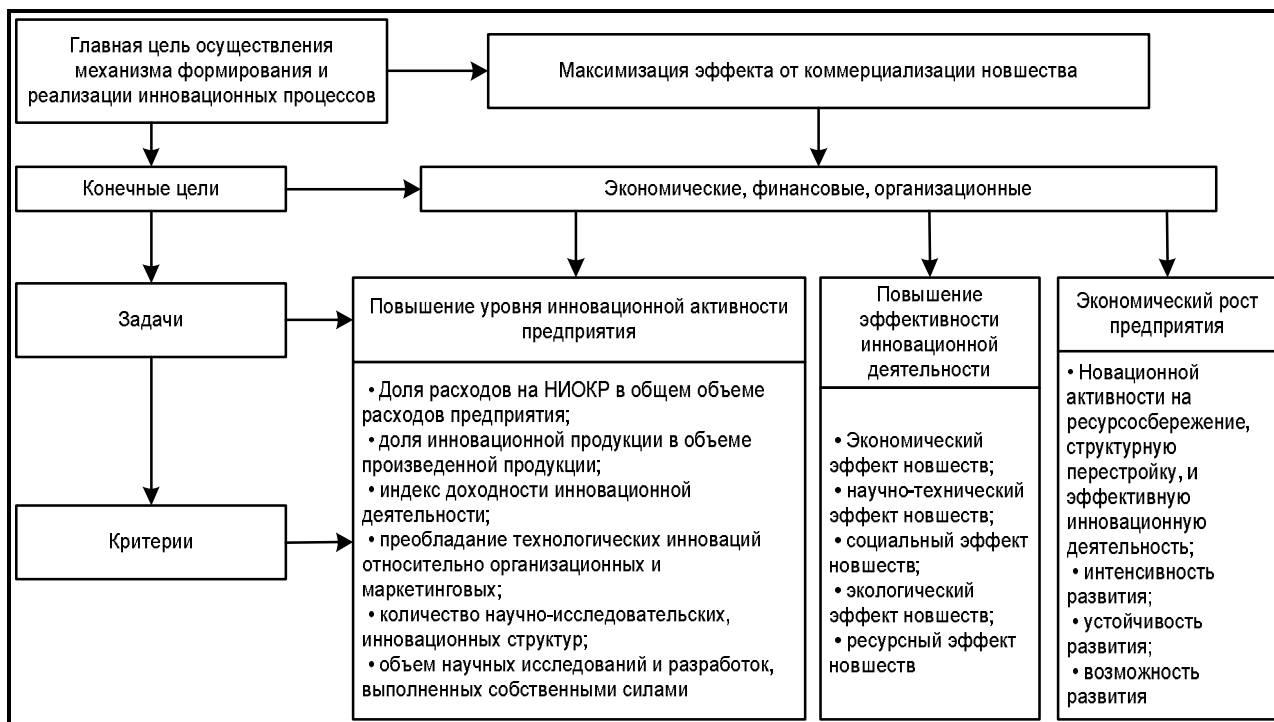 Главная цель осуществления
механизма формирования и
реализации инновационных процессов
Максимизация эффекта от коммерциализации новшества
Конечные цели
Экономические, финансовые, организационные
Задачи
Повышение уровня инновационной активности
предприятия
Повышение
эффективности
инновационной
деятельности
Экономический рост
предприятия
Критерии
• Доля расходов на НИОКР в общем объеме
расходов предприятия;
• доля инновационной продукции в объеме
произведенной продукции;
• индекс доходности инновационной
деятельности;
• преобладание технологических инноваций
относительно организационных и
маркетинговых;
• количество научно-исследовательских,
инновационных структур;
• объем научных исследований и разработок,
выполненных собственными силами
• Экономический
эффект новшеств;
• научно-технический
эффект новшеств;
• социальный эффект
новшеств;
• экологический
эффект новшеств;
• ресурсный эффект
новшеств
• Новационной
активности на
ресурсосбережение,
структурную
перестройку, и
эффективную
инновационную
деятельность;
• интенсивность
развития;
• устойчивость
развития;
• возможность
развития